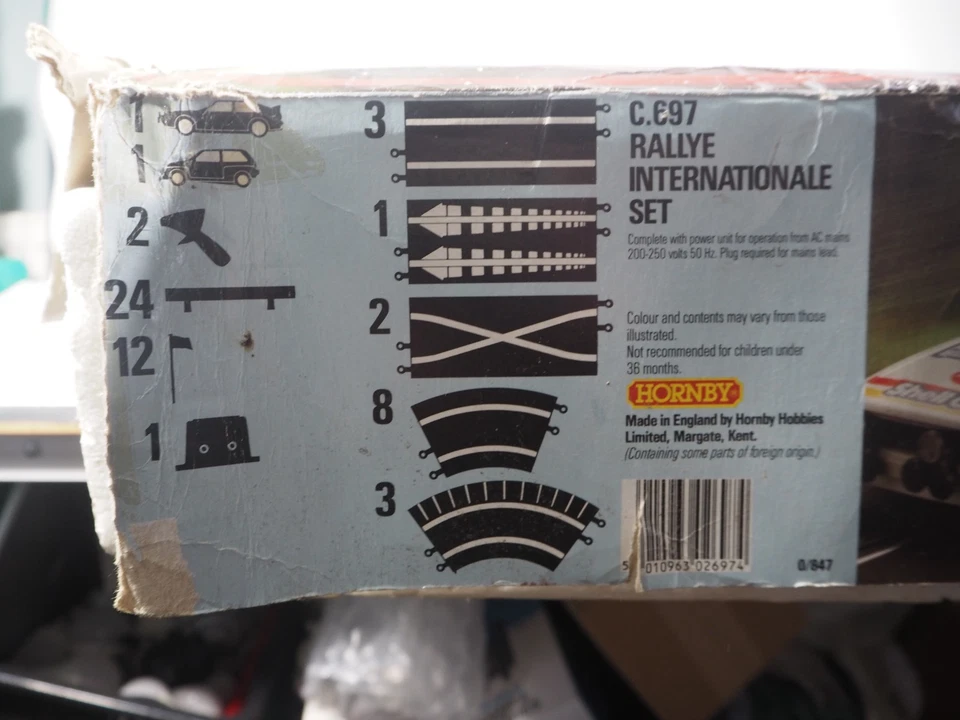 1
1
2
24
12
1
3
1
2
8
3
C.697
RALLYE
INTERNATIONALE
SET
Complete with power unit for operation from AC mains
200-250 volts 50 Hz. Plug required for mains lead.
Colour and contents may vary from those
illustrated.
Not recommended for children under
36 months.
HORNBY
Made in England by Hornby Hobbies
Limited, Margate, Kent.
(Containing some parts of foreign origin.)
5 010963 026974
0/847
Shell